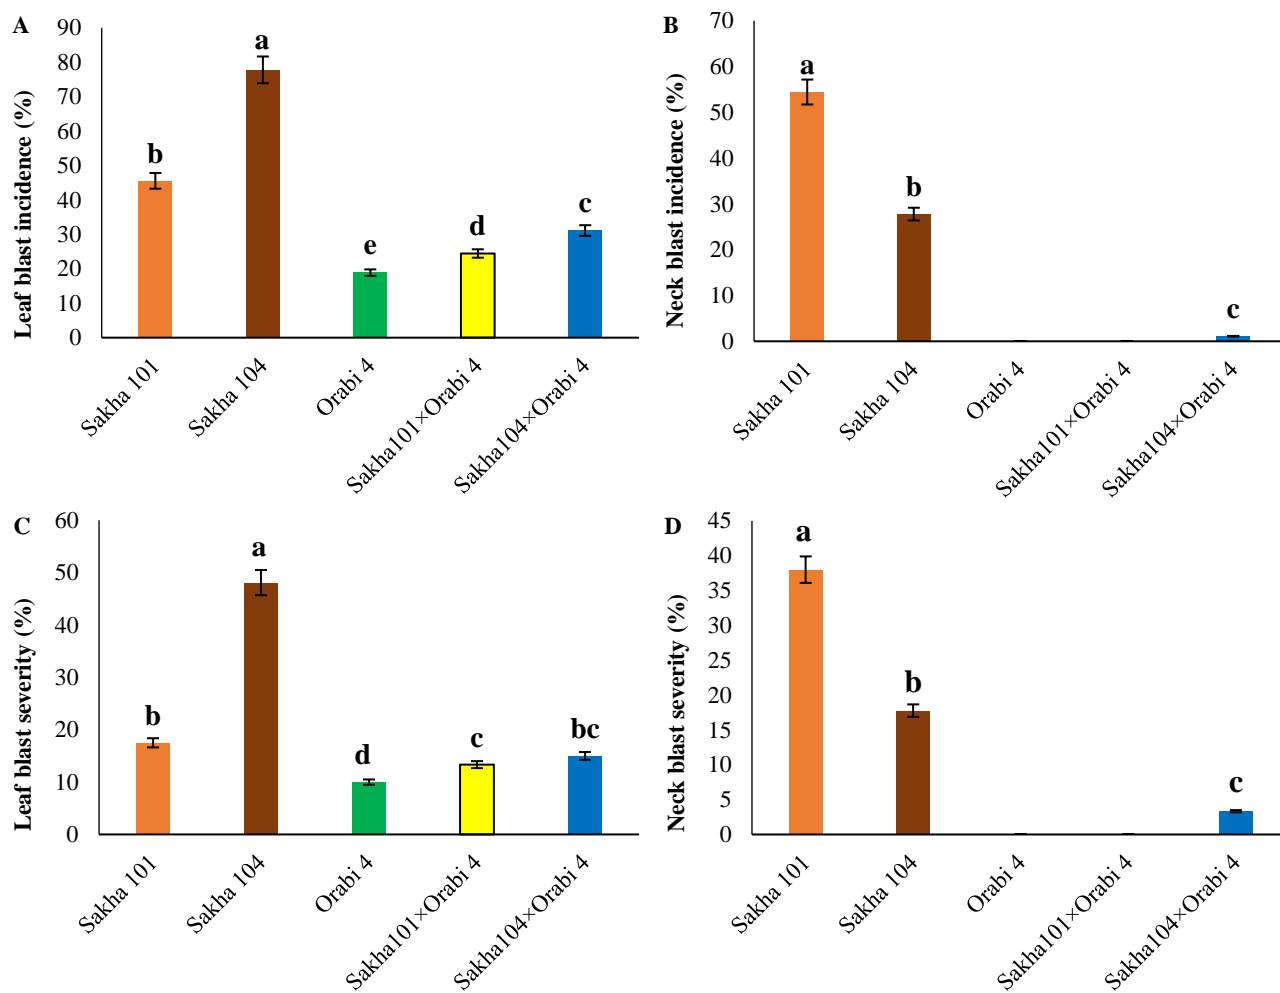 A
Leaf blast incidence (%)
90
80
70
60
50
40
30
20
10
0
b
a
e
d
c
Sakha 101
Sakha 104
Orabi 4
Sakha101×Orabi 4
Sakha104×Orabi 4
B
Neck blast incidence (%)
70
60
50
40
30
20
10
0
a
b
c
Sakha 101
Sakha 104
Orabi 4
Sakha101×Orabi 4
Sakha104×Orabi 4
C
Leaf blast severity (%)
60
50
40
30
20
10
0
b
a
d
c
bc
Sakha 101
Sakha 104
Orabi 4
Sakha101×Orabi 4
Sakha104×Orabi 4
D
Neck blast severity (%)
45
40
35
30
25
20
15
10
5
0
a
b
c
Sakha 101
Sakha 104
Orabi 4
Sakha101×Orabi 4
Sakha104×Orabi 4